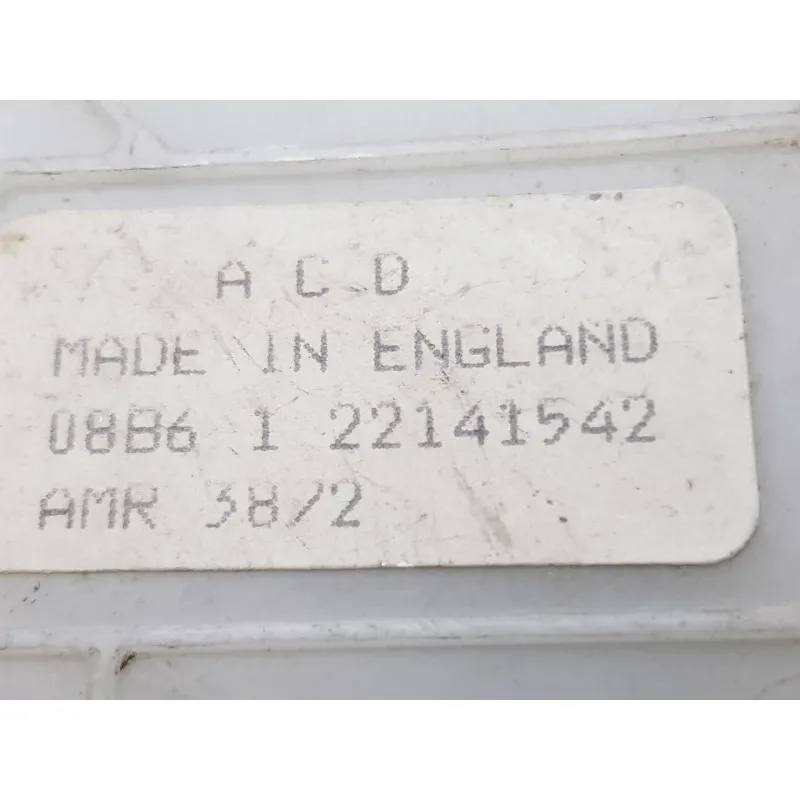 A C D
MADE IN ENGLAND
08B6 1 22141542
AMR 38/2